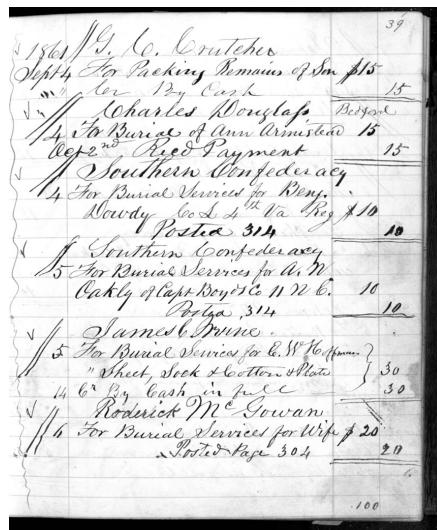 39
1861 G. C. Crutcher
Sept 4 For Packing Remains of Son $15
" " Cr By Cash 15
Charles Douglass Bedford
4 For Burial of Ann Armistead 15
Oct 2nd Recd Payment 15
Southern Confederacy
4 For Burial Services for Benj.
Dowdy Co I 4th Va Reg $10
Posted 314 10
Southern Confederacy
5 For Burial Services for A. N
Oakly of Capt Boyds Co 11 N C. 10
Posted 314 10
James C Irvine
5 For Burial Services for E. W. Hoffman
" Sheet, Sock & Cotton & Plate 30
14 Cr By Cash in full 30
Roderick McGowan
6 For Burial Services for Wife $20
Posted Page 304 20
100